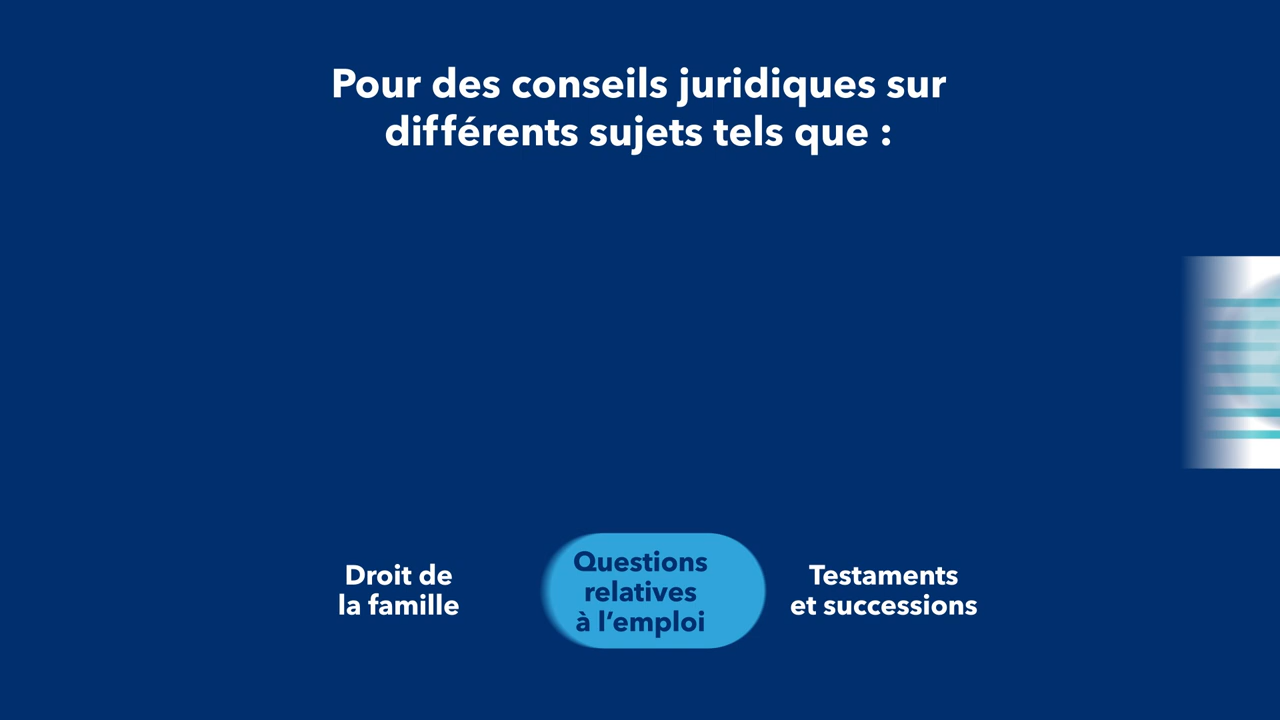 Pour des conseils juridiques sur
différents sujets tels que :
Droit de
la famille
Questions
relatives
à l’emploi
Testaments
et successions